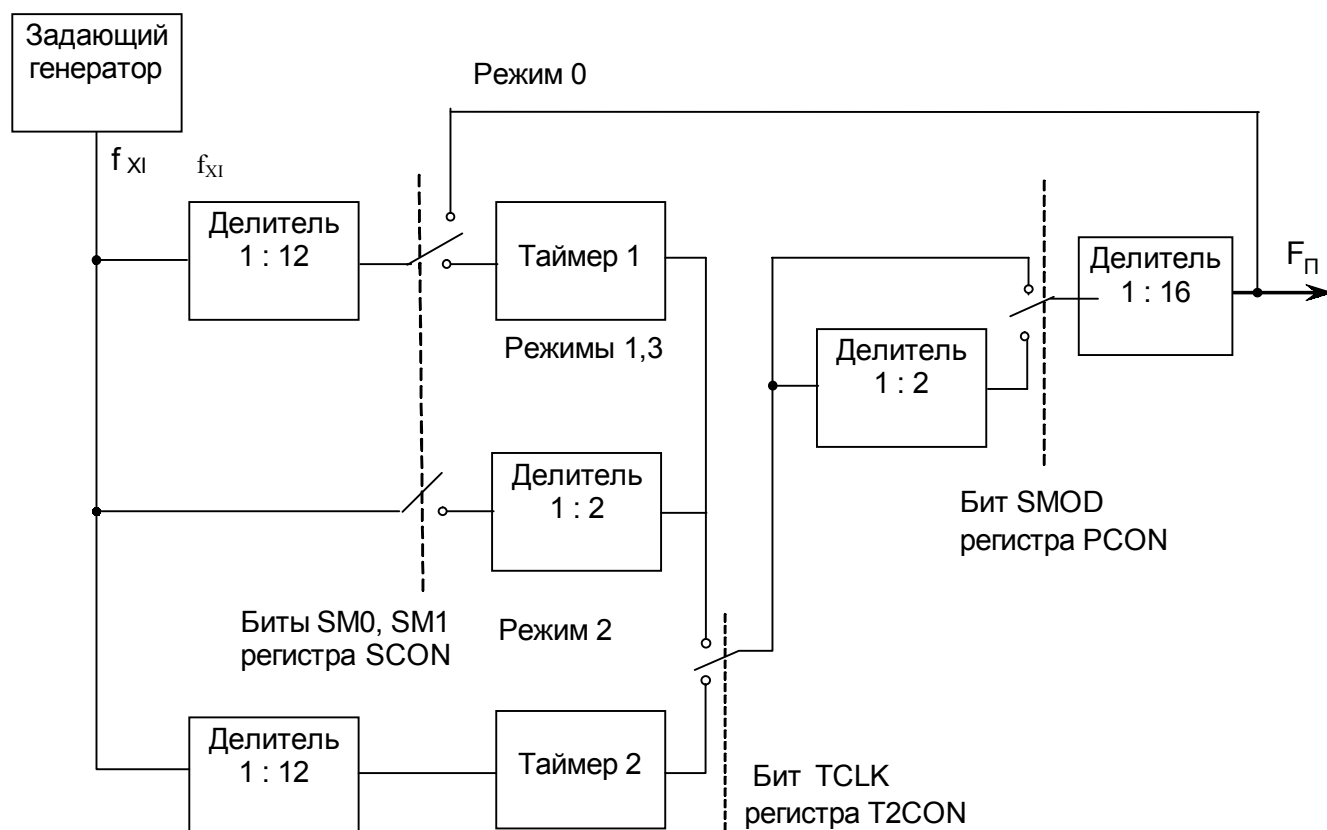 Задающий
генератор
Режим 0
f XI
fXI
Делитель
1 : 12
Таймер 1
Делитель
1 : 16
FП
Режимы 1,3
Делитель
1 : 2
Делитель
1 : 2
Бит SMOD
регистра PCON
Биты SM0, SM1
регистра SCON
Режим 2
Делитель
1 : 12
Таймер 2
Бит TCLK
регистра T2CON